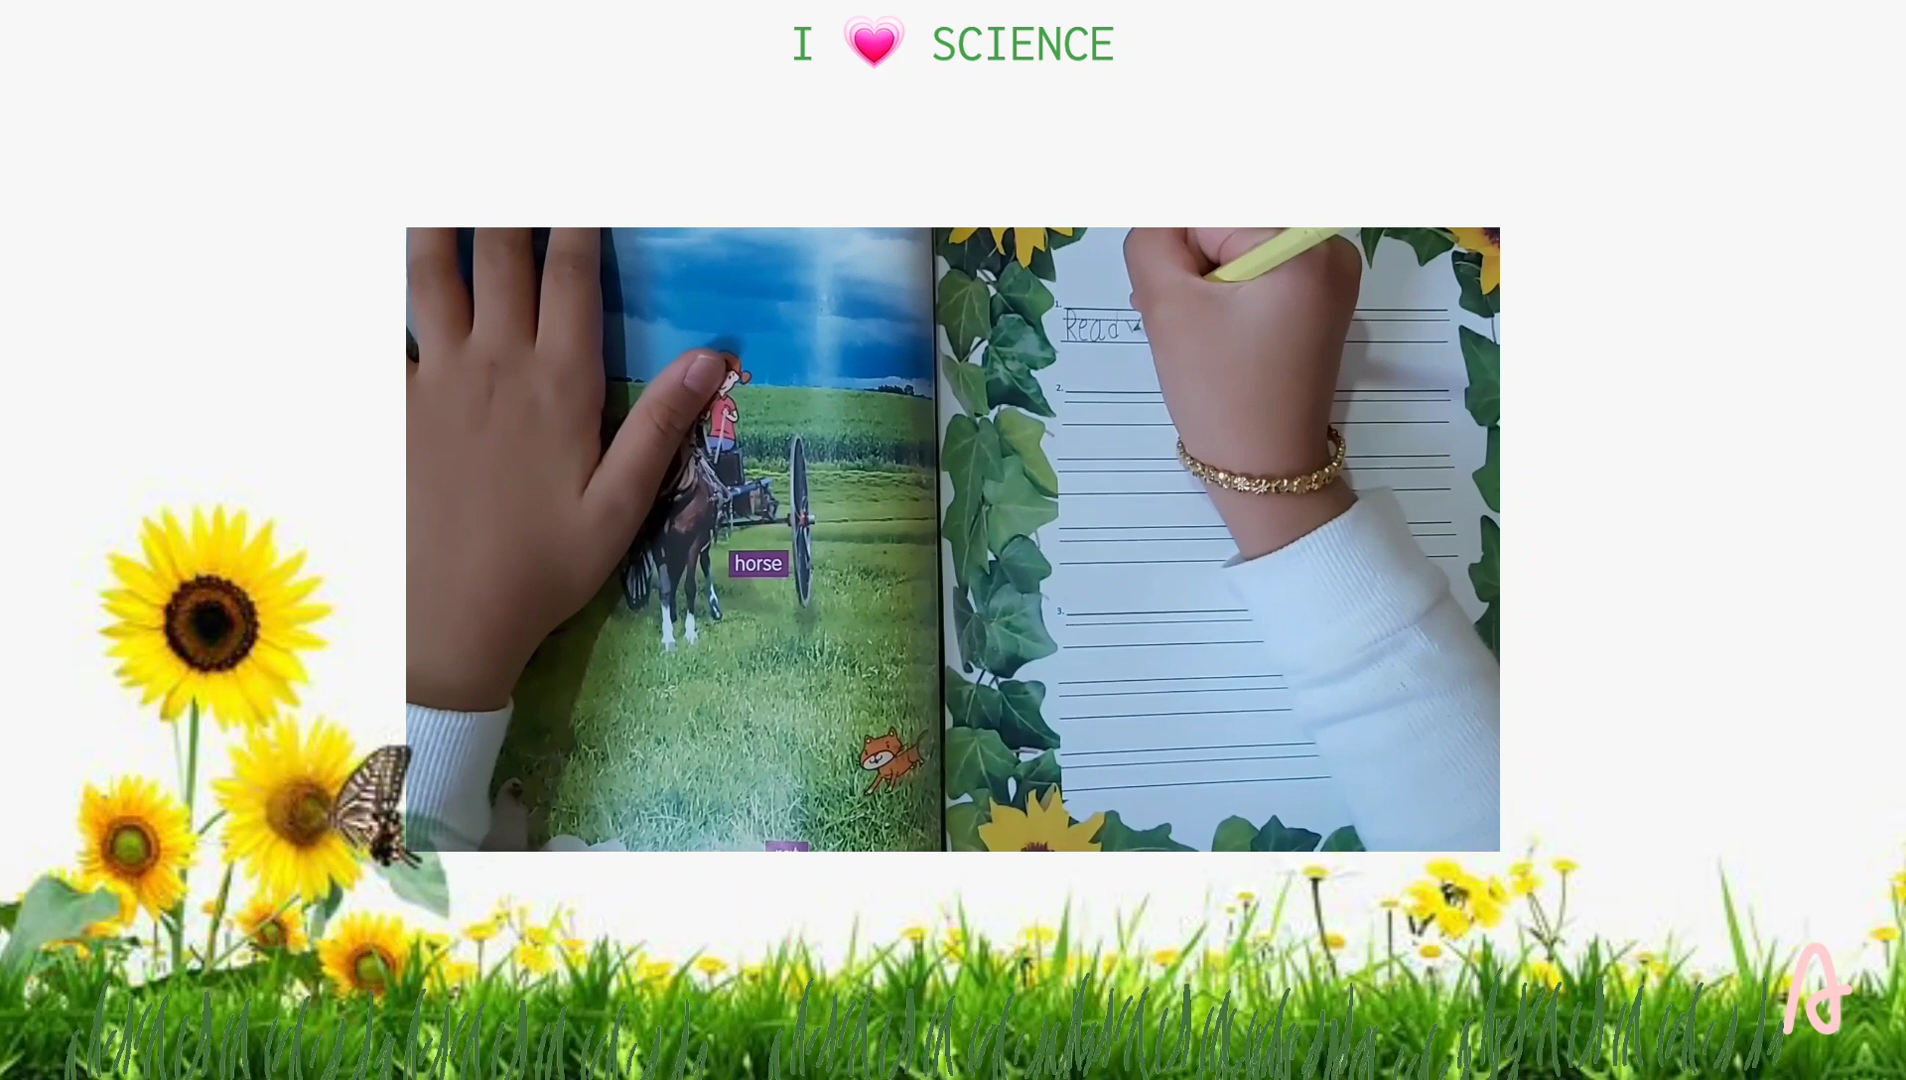 I 💗 SCIENCE
1.
Read
2.
horse
3.